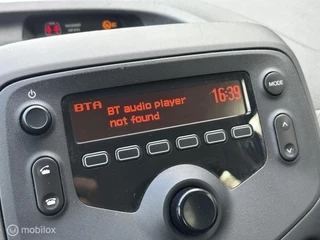 BTA
BT audio player
not found
16:39
MODE
mobilox